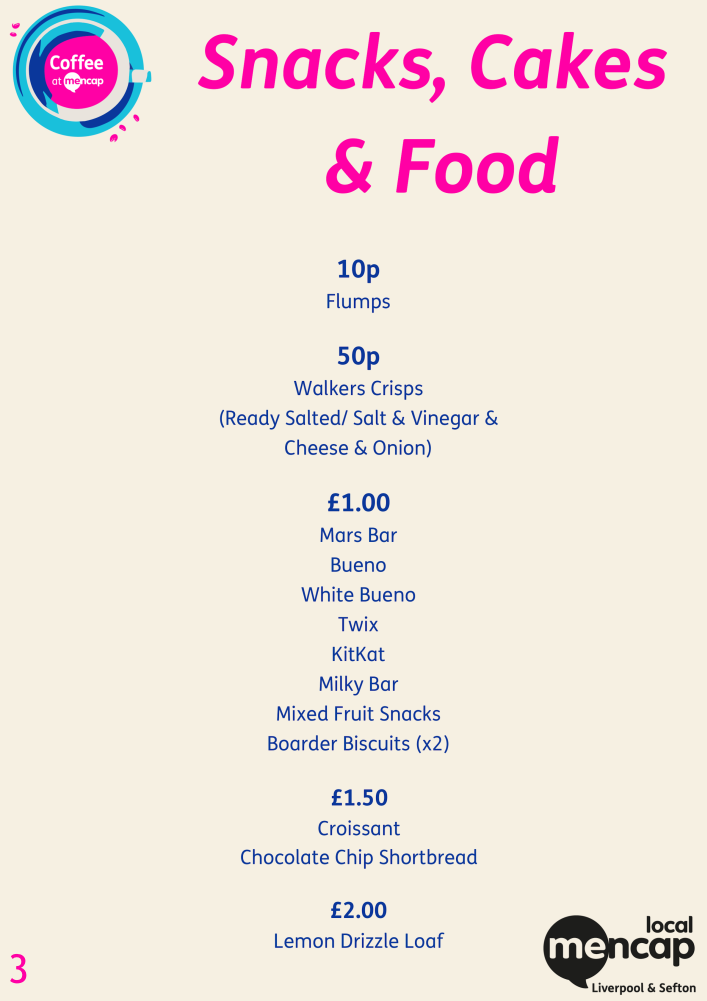 Coffee
at mencap
Snacks, Cakes
& Food
10p
Flumps
50p
Walkers Crisps
(Ready Salted/ Salt & Vinegar &
Cheese & Onion)
£1.00
Mars Bar
Bueno
White Bueno
Twix
KitKat
Milky Bar
Mixed Fruit Snacks
Boarder Biscuits (x2)
£1.50
Croissant
Chocolate Chip Shortbread
£2.00
Lemon Drizzle Loaf
3
local
mencap
Liverpool & Sefton